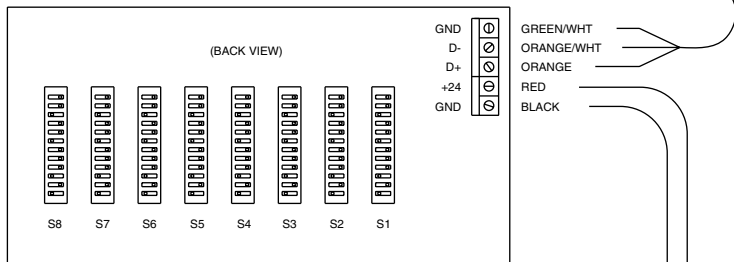 (BACK VIEW)
GND GREEN/WHT
D- ORANGE/WHT
D+ ORANGE
+24 RED
GND BLACK
S8 S7 S6 S5 S4 S3 S2 S1